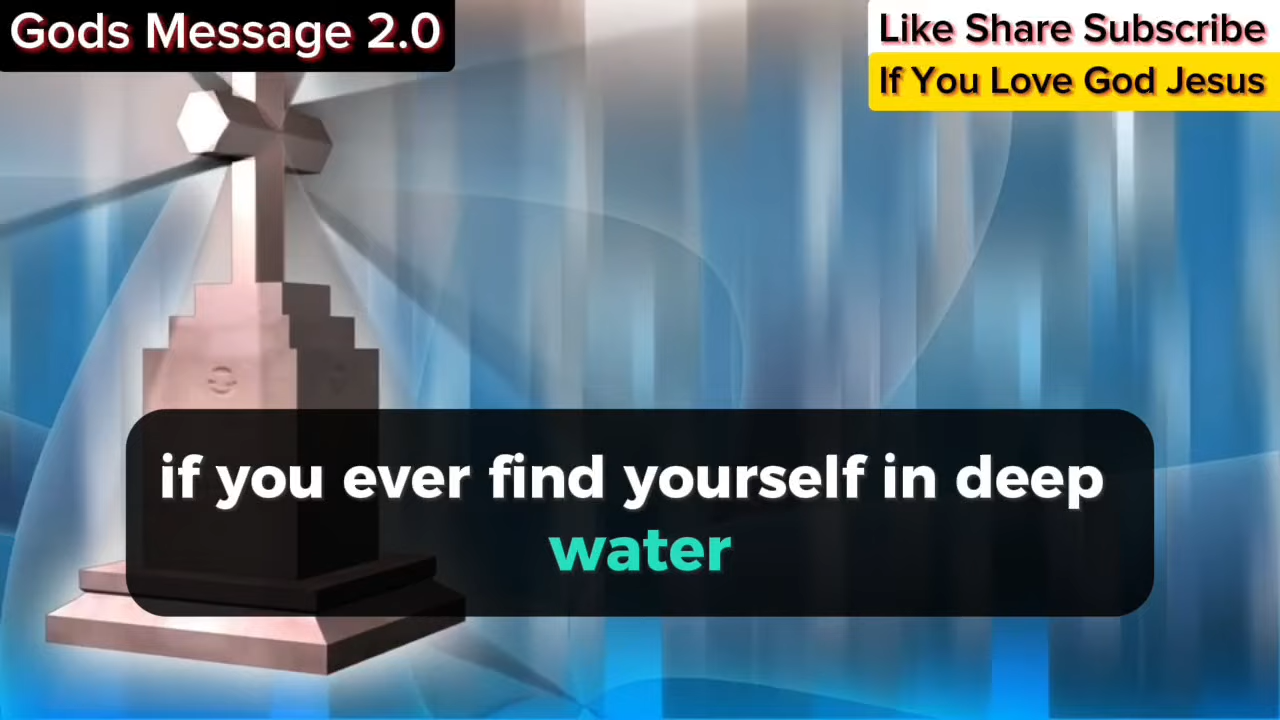 Gods Message 2.0
Like Share Subscribe
If You Love God Jesus
if you ever find yourself in deep
water